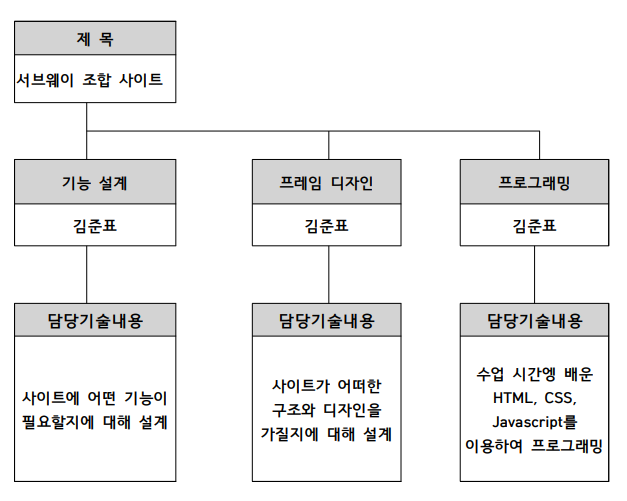 제 목
서브웨이 조합 사이트
기능 설계
프레임 디자인
프로그래밍
김준표
김준표
김준표
담당기술내용
담당기술내용
담당기술내용
사이트에 어떤 기능이
필요할지에 대해 설계
사이트가 어떠한
구조와 디자인을
가질지에 대해 설계
수업 시간엥 배운
HTML, CSS,
Javascript를
이용하여 프로그래밍